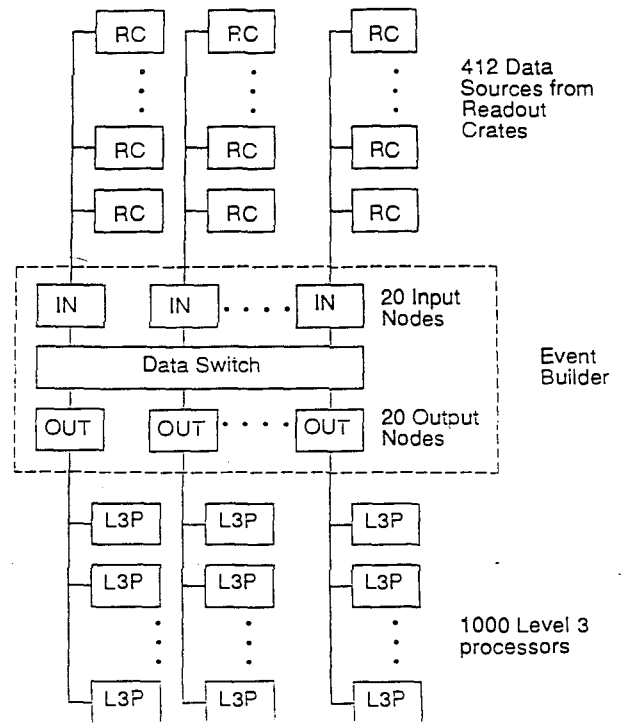 RC RC RC
412 Data
Sources from
Readout
Crates
RC RC RC
RC RC RC
IN IN IN
20 Input
Nodes
Data Switch
Event
Builder
OUT OUT OUT
20 Output
Nodes
L3P L3P L3P
L3P L3P L3P
1000 Level 3
processors
L3P L3P L3P